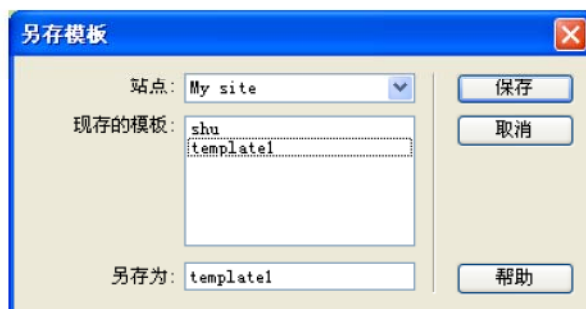 另存模板
站点: My site
保存
现存的模板: shu
取消
template1
另存为: template1
帮助